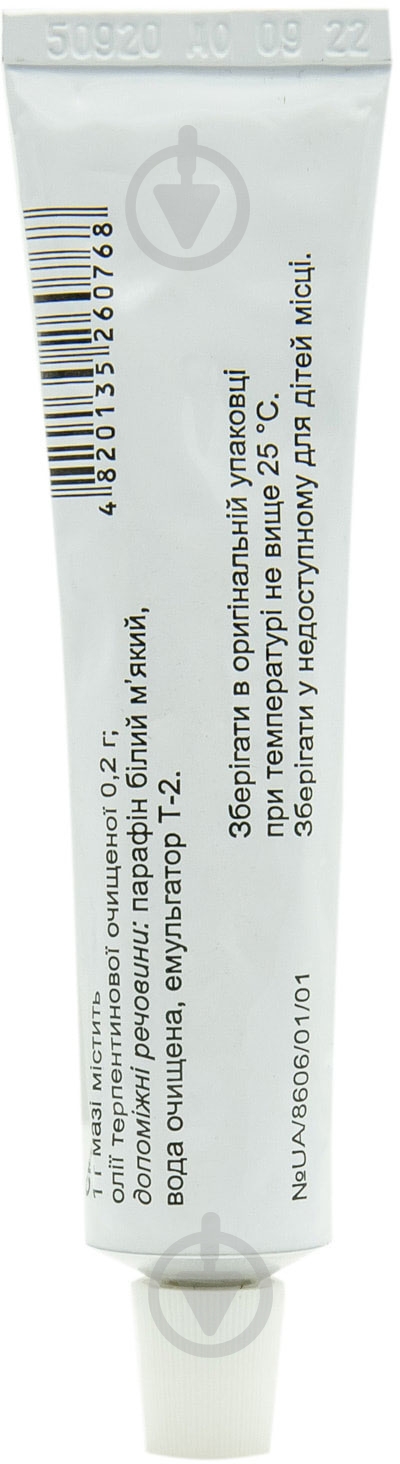 50920 ДО 09 22
4 820135 260768
1 г мазі містить
олії терпентинової очищеної 0,2 г;
допоміжні речовини: парафін білий м'який,
вода очищена, емульгатор Т-2.
Зберігати в оригінальній упаковці
при температурі не вище 25 °С.
Зберігати у недоступному для дітей місці.
№UA/8606/01/01